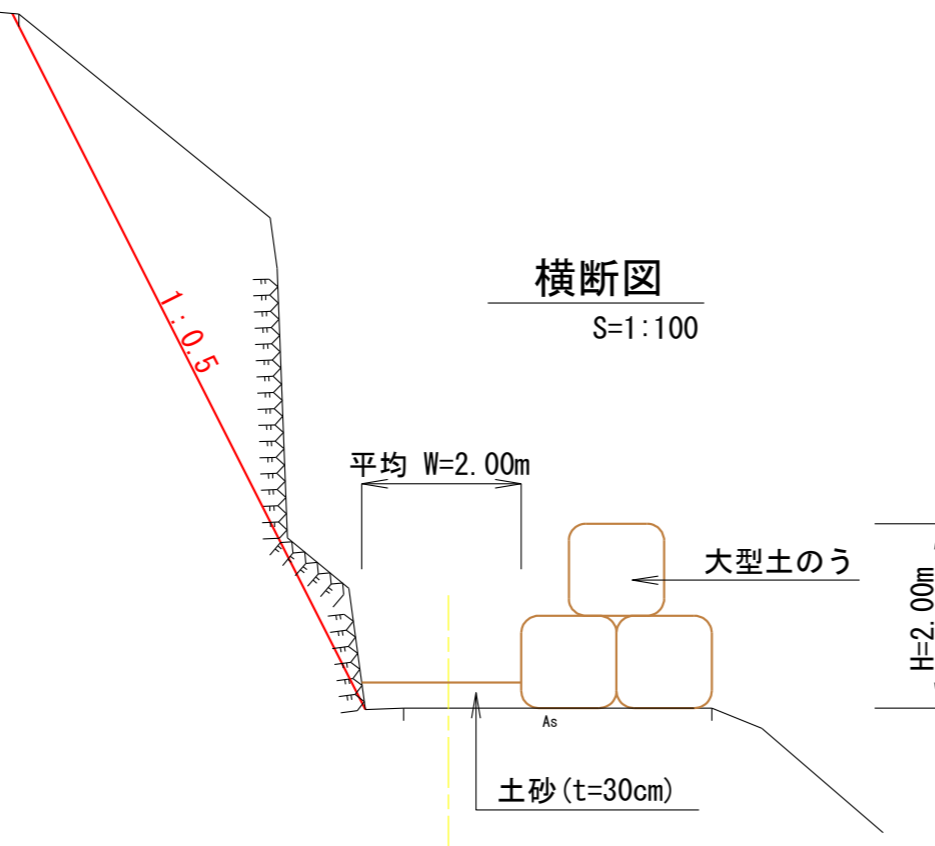 横断図
S=1:100
1:0.5
平均 W=2.00m
大型土のう
H=2.00m
As
土砂(t=30cm)